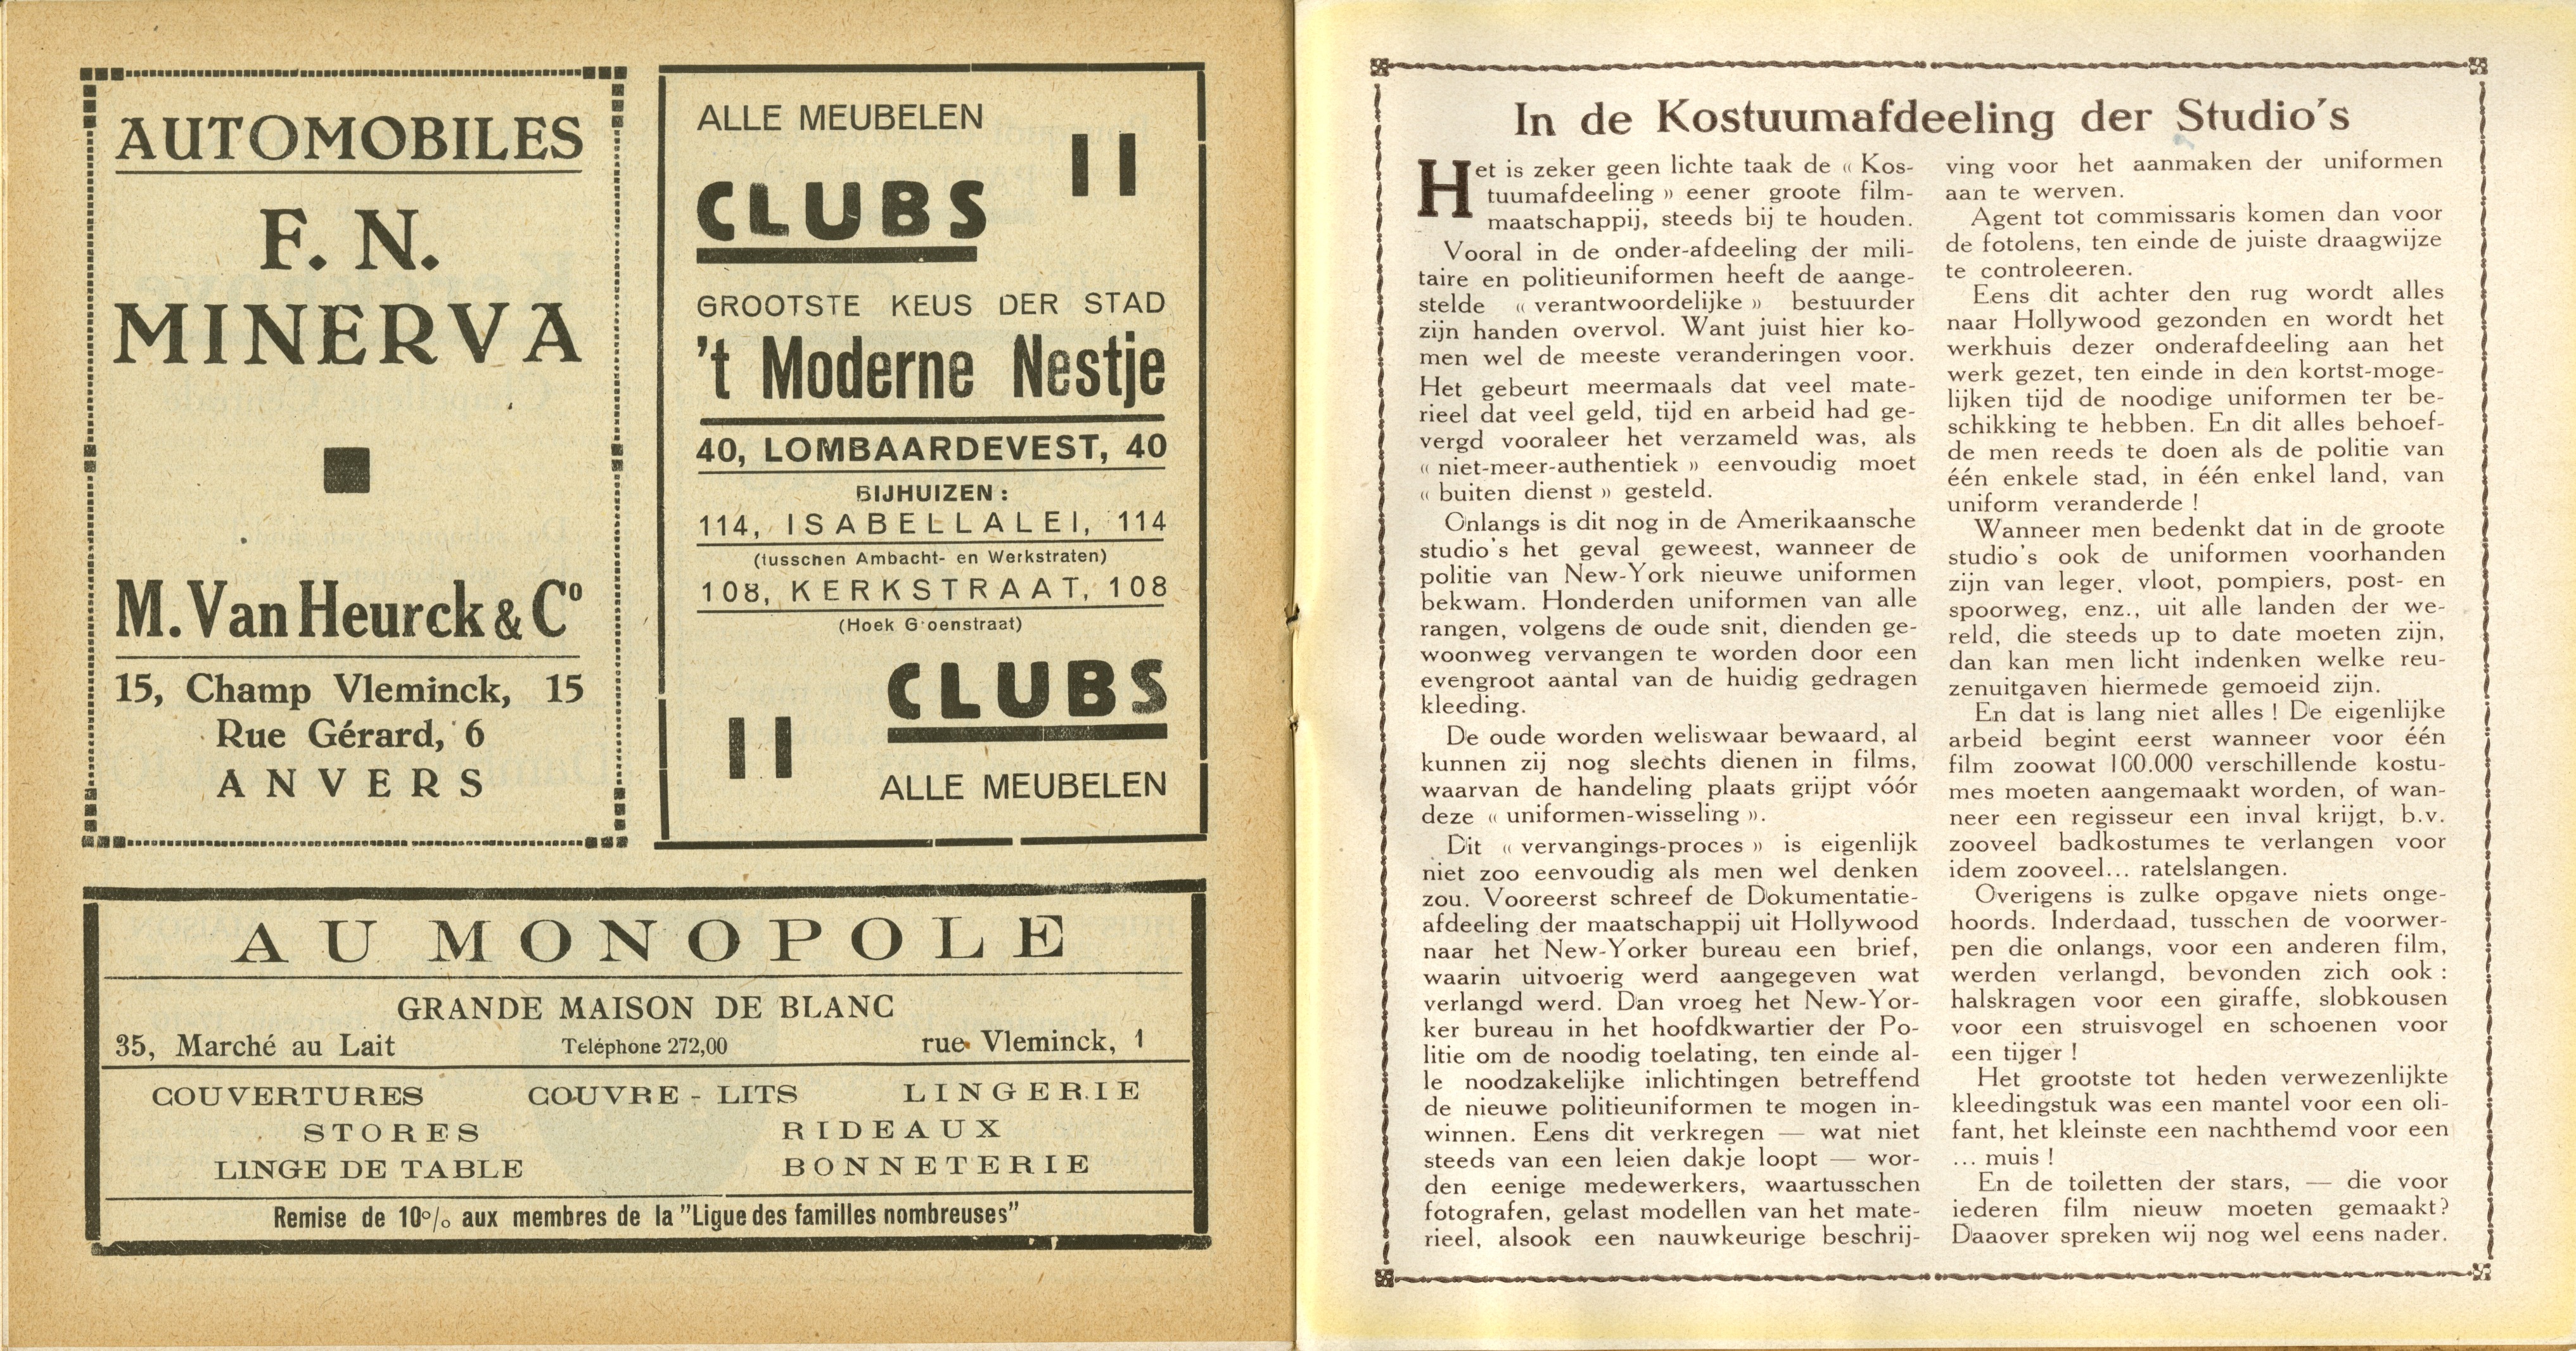 AUTOMOBILES
F. N.
MINERVA
M. Van Heurck & Cº
15, Champ Vleminck, 15
Rue Gérard, 6
ANVERS
ALLE MEUBELEN
CLUBS
GROOTSTE KEUS DER STAD
't Moderne Nestje
40, LOMBAARDEVEST, 40
BIJHUIZEN :
114, ISABELLALEI, 114
(tusschen Ambacht- en Werkstraten)
108, KERKSTRAAT, 108
(Hoek G oenstraat)
CLUBS
ALLE MEUBELEN
AU MONOPOLE
GRANDE MAISON DE BLANC
35, Marché au Lait Teléphone 272,00 rue Vleminck, 1
COUVERTURES COUVRE - LITS LINGERIE
STORES RIDEAUX
LINGE DE TABLE BONNETERIE
Remise de 10% aux membres de la "Ligue des familles nombreuses"
In de Kostuumafdeeling der Studio's
Het is zeker geen lichte taak de « Kos-
tuumafdeeling » eener groote film-
maatschappij, steeds bij te houden.
Vooral in de onder-afdeeling der mili-
taire en politieuniformen heeft de aange-
stelde « verantwoordelijke » bestuurder
zijn handen overvol. Want juist hier ko-
men wel de meeste veranderingen voor.
Het gebeurt meermaals dat veel mate-
rieel dat veel geld, tijd en arbeid had ge-
vergd vooraleer het verzameld was, als
« niet-meer-authentiek » eenvoudig moet
« buiten dienst » gesteld.
Onlangs is dit nog in de Amerikaansche
studio's het geval geweest, wanneer de
politie van New-York nieuwe uniformen
bekwam. Honderden uniformen van alle
rangen, volgens de oude snit, dienden ge-
woonweg vervangen te worden door een
evengroot aantal van de huidig gedragen
kleeding.
De oude worden weliswaar bewaard, al
kunnen zij nog slechts dienen in films,
waarvan de handeling plaats grijpt vóór
deze « uniformen-wisseling ».
Dit « vervangings-proces » is eigenlijk
niet zoo eenvoudig als men wel denken
zou. Vooreerst schreef de Dokumentatie-
afdeeling der maatschappij uit Hollywood
naar het New-Yorker bureau een brief,
waarin uitvoerig werd aangegeven wat
verlangd werd. Dan vroeg het New-Yor-
ker bureau in het hoofdkwartier der Po-
litie om de noodig toelating, ten einde al-
le noodzakelijke inlichtingen betreffend
de nieuwe politieuniformen te mogen in-
winnen. Eens dit verkregen — wat niet
steeds van een leien dakje loopt — wor-
den eenige medewerkers, waartusschen
fotografen, gelast modellen van het mate-
rieel, alsook een nauwkeurige beschrij-
ving voor het aanmaken der uniformen
aan te werven.
Agent tot commissaris komen dan voor
de fotolens, ten einde de juiste draagwijze
te controleeren.
Eens dit achter den rug wordt alles
naar Hollywood gezonden en wordt het
werkhuis dezer onderafdeeling aan het
werk gezet, ten einde in den kortst-moge-
lijken tijd de noodige uniformen ter be-
schikking te hebben. En dit alles behoef-
de men reeds te doen als de politie van
één enkele stad, in één enkel land, van
uniform veranderde !
Wanneer men bedenkt dat in de groote
studio's ook de uniformen voorhanden
zijn van leger, vloot, pompiers, post- en
spoorweg, enz., uit alle landen der we-
reld, die steeds up to date moeten zijn,
dan kan men licht indenken welke reu-
zenuitgaven hiermede gemoeid zijn.
En dat is lang niet alles ! De eigenlijke
arbeid begint eerst wanneer voor één
film zoowat 100.000 verschillende kostu-
mes moeten aangemaakt worden, of wan-
neer een regisseur een inval krijgt, b.v.
zooveel badkostumes te verlangen voor
idem zooveel... ratelslangen.
Overigens is zulke opgave niets onge-
hoords. Inderdaad, tusschen de voorwer-
pen die onlangs, voor een anderen film,
werden verlangd, bevonden zich ook :
halskragen voor een giraffe, slobkousen
voor een struisvogel en schoenen voor
een tijger !
Het grootste tot heden verwezenlijkte
kleedingstuk was een mantel voor een oli-
fant, het kleinste een nachthemd voor een
... muis !
En de toiletten der stars, — die voor
iederen film nieuw moeten gemaakt?
Daaover spreken wij nog wel eens nader.